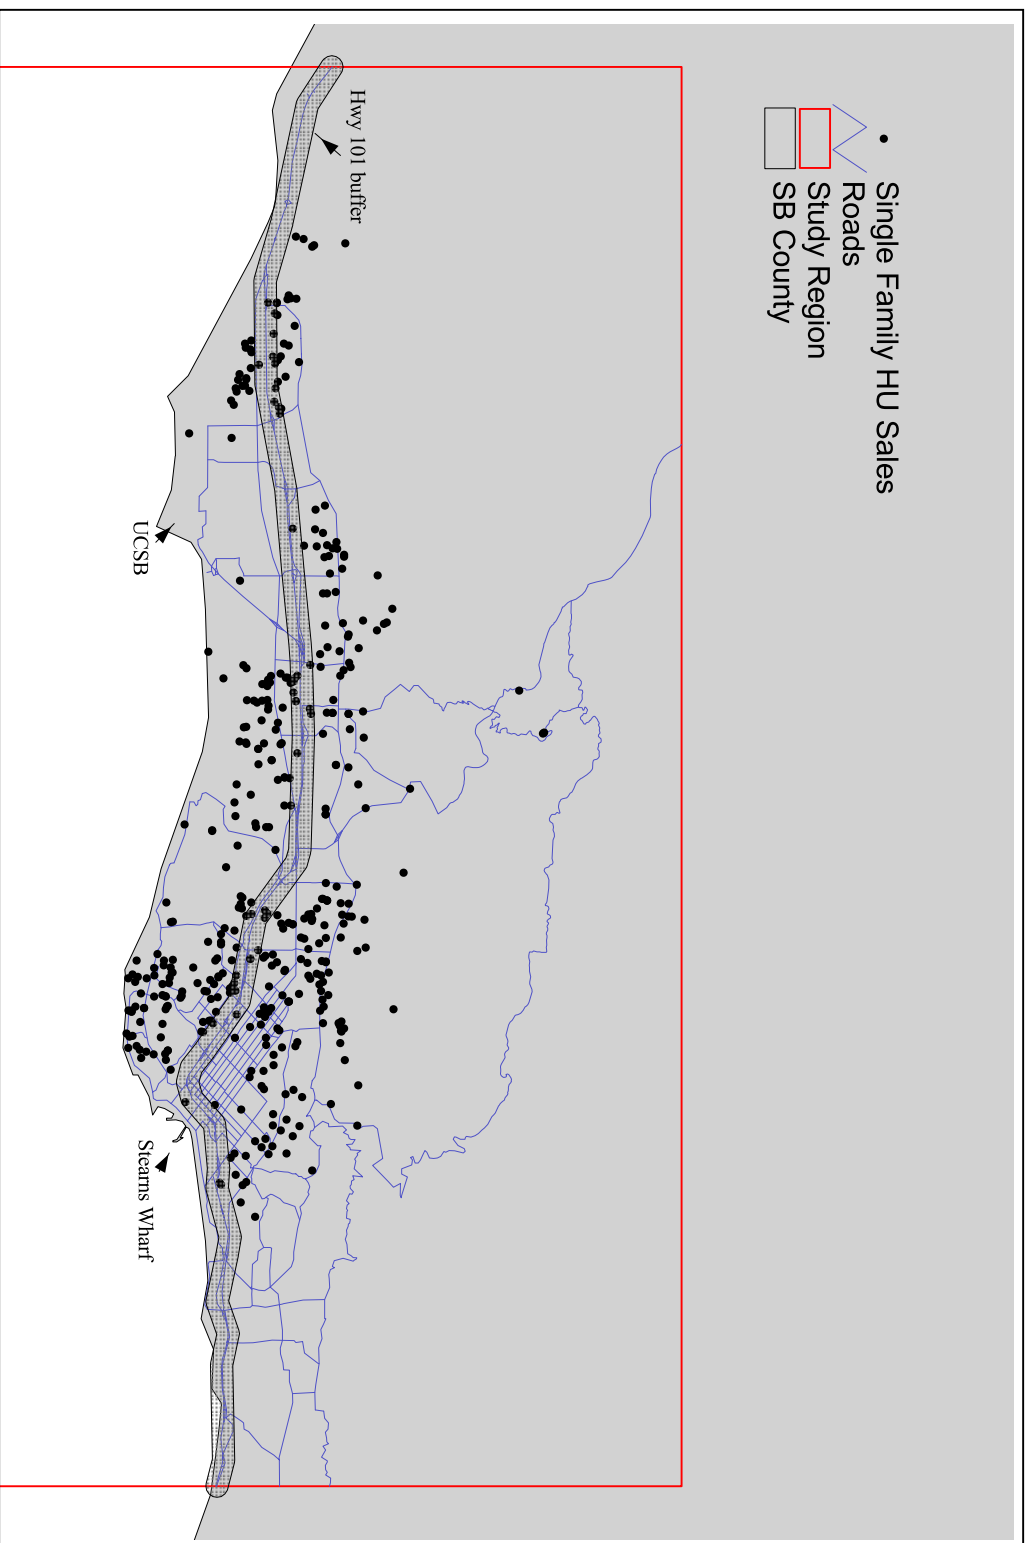 Single Family HU Sales
Roads
Study Region
SB County
Hwy 101 buffer
UCSB
Stearns Wharf